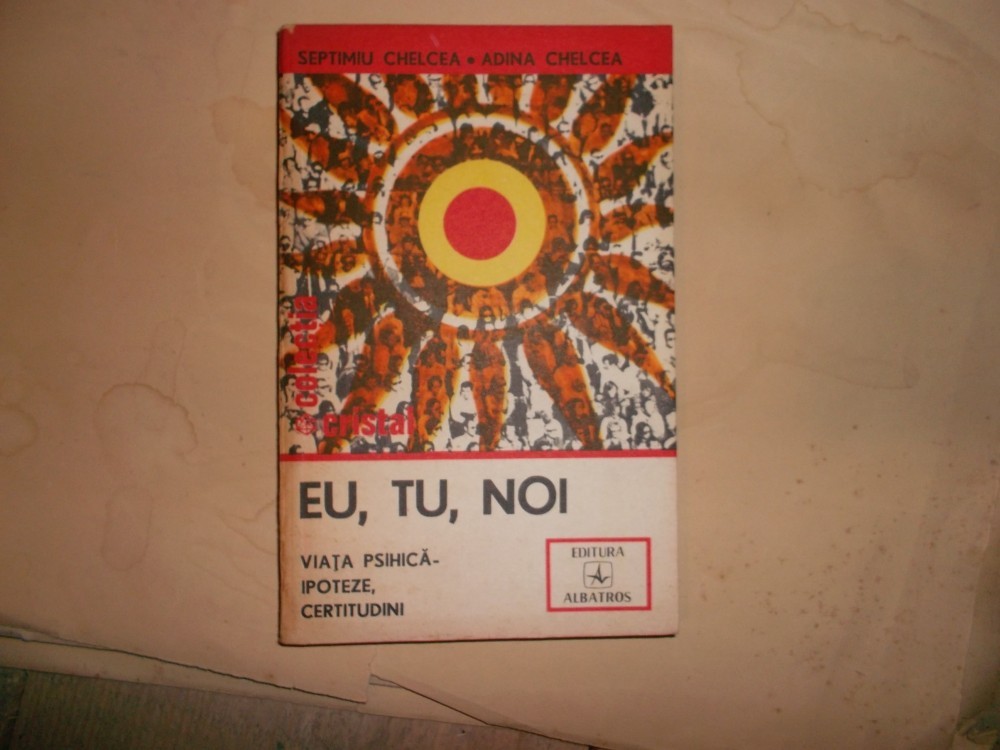 SEPTIMIU CHELCEA • ADINA CHELCEA
colecția
cristal
EU, TU, NOI
VIAȚA PSIHICĂ-
IPOTEZE,
CERTITUDINI
EDITURA
ALBATROS